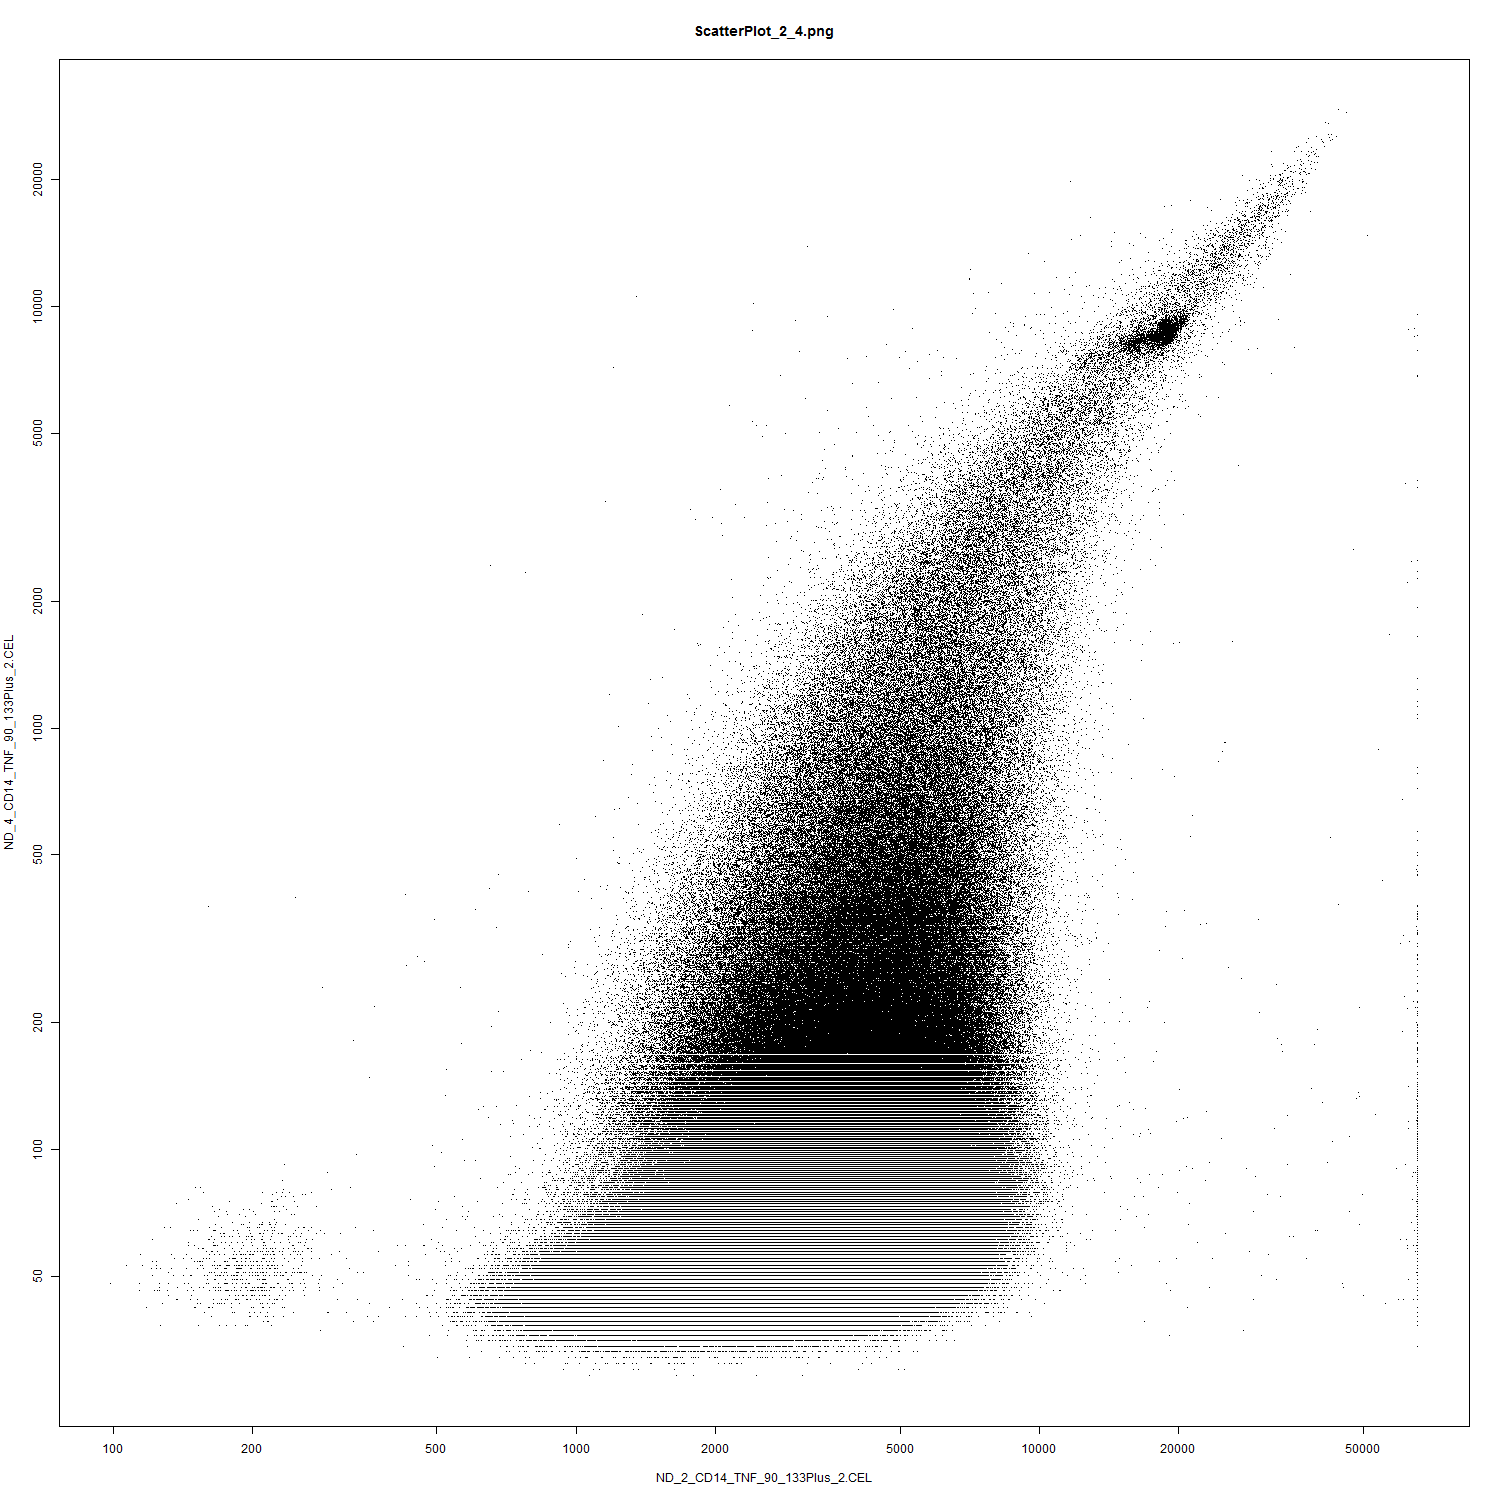 ScatterPlot_2_4.png
20000
10000
5000
2000
1000
500
200
100
50
ND_4_CD14_TNF_90_133Plus_2.CEL
100 200 500 1000 2000 5000 10000 20000 50000
ND_2_CD14_TNF_90_133Plus_2.CEL